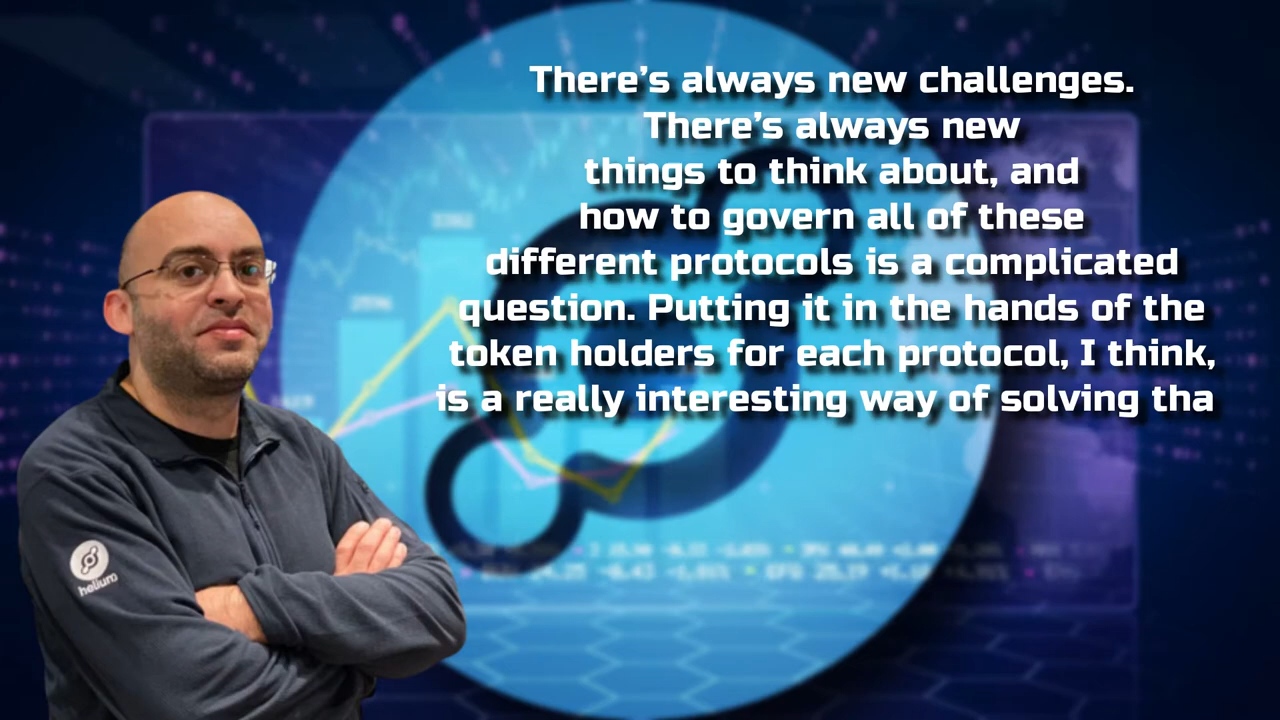 There's always new challenges.
There's always new
things to think about, and
how to govern all of these
different protocols is a complicated
question. Putting it in the hands of the
token holders for each protocol, I think,
is a really interesting way of solving tha
helium